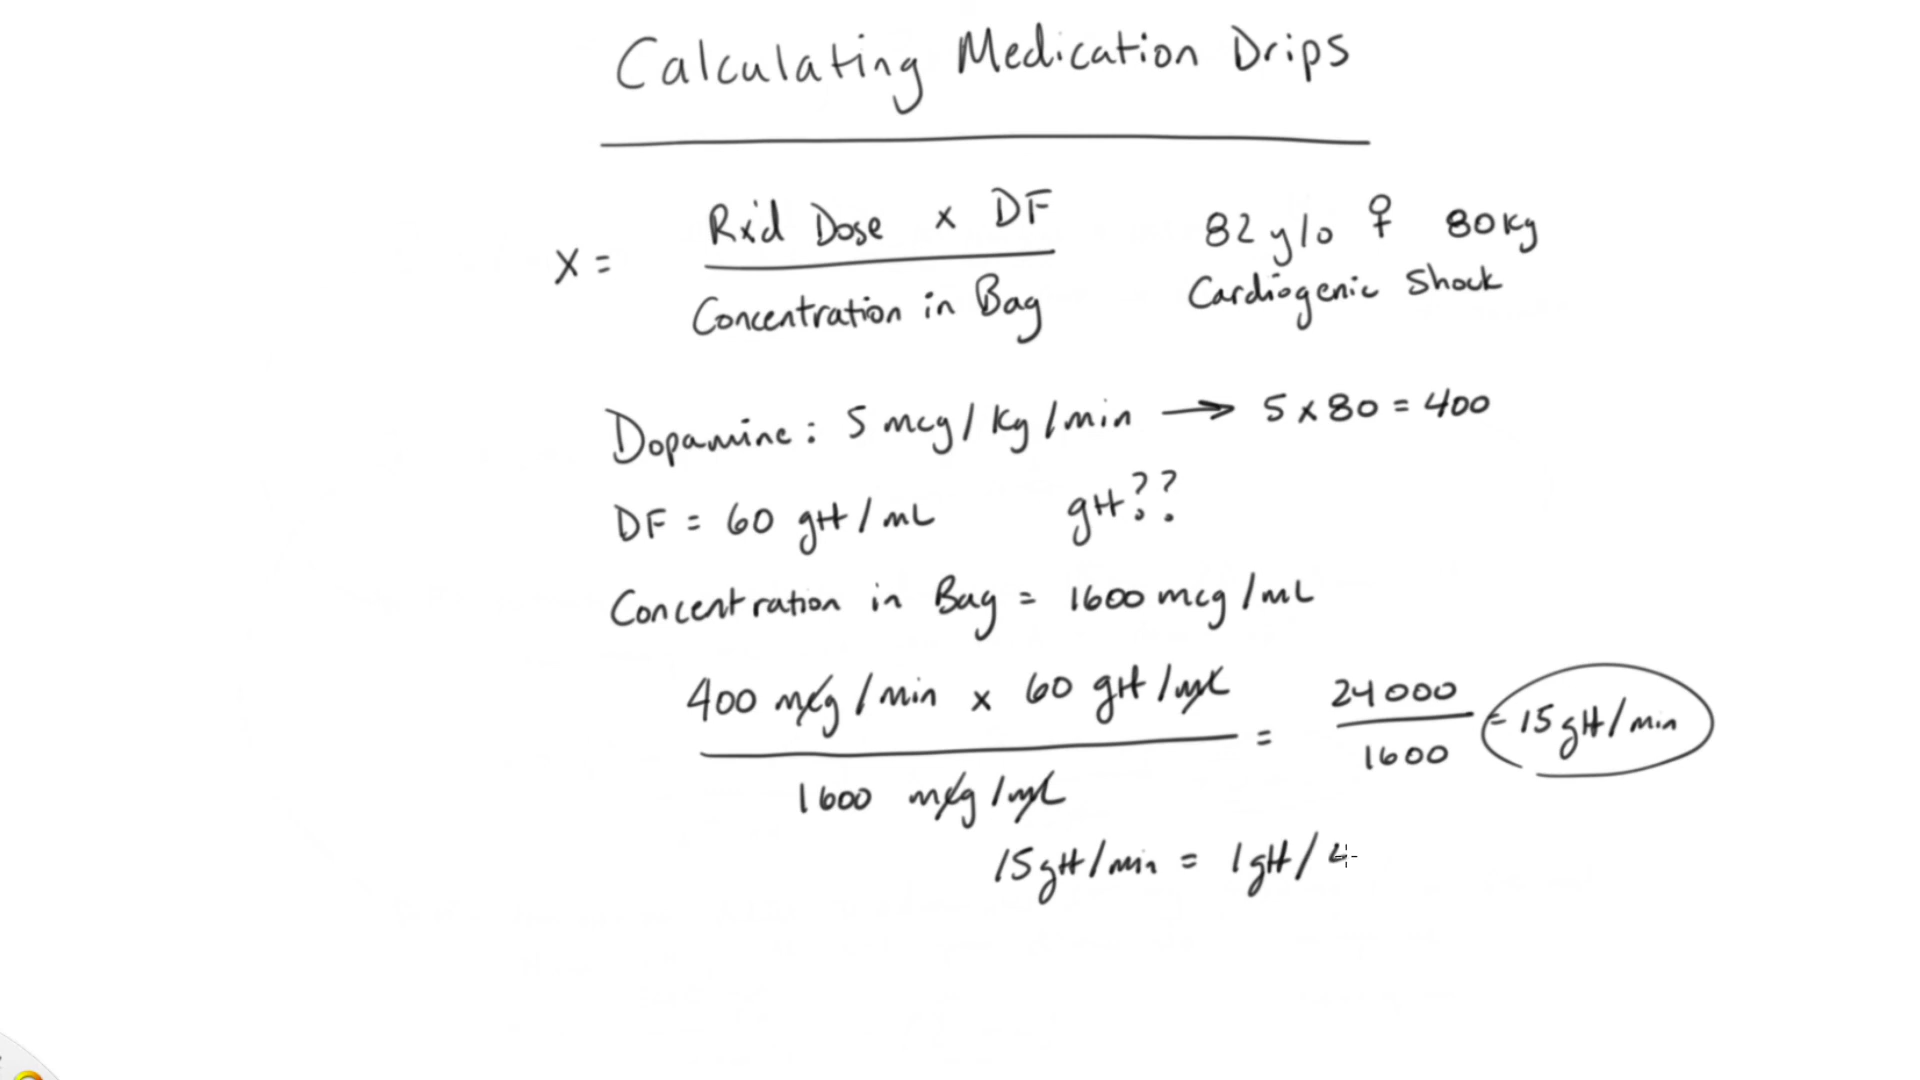 Calculating Medication Drips
X = Rx'd Dose x DF
Concentration in Bag
82 y/o ♀ 80kg
Cardiogenic Shock
Dopamine: 5 mcg/kg/min → 5 x 80 = 400
DF = 60 gtt/mL gtt??
Concentration in Bag = 1600 mcg/mL
400 mcg/min x 60 gtt/mL = 24000 = 15 gtt/min
1600 mcg/mL 1600
15 gtt/min = 1 gtt/4